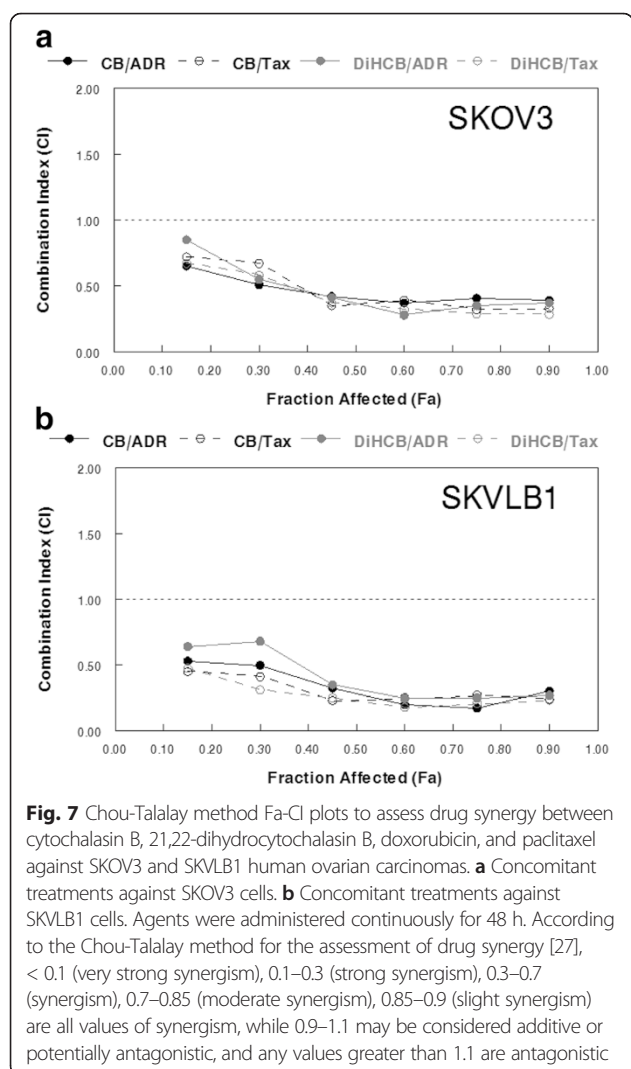 a
CB/ADR CB/Tax DiHCB/ADR DiHCB/Tax
SKOV3
Combination Index (CI)
2.00
1.50
1.00
0.50
0.00
0.00 0.10 0.20 0.30 0.40 0.50 0.60 0.70 0.80 0.90 1.00
Fraction Affected (Fa)
b
CB/ADR CB/Tax DiHCB/ADR DiHCB/Tax
SKVLB1
Combination Index (CI)
2.00
1.50
1.00
0.50
0.00
0.00 0.10 0.20 0.30 0.40 0.50 0.60 0.70 0.80 0.90 1.00
Fraction Affected (Fa)
Fig. 7 Chou-Talalay method Fa-CI plots to assess drug synergy between
cytochalasin B, 21,22-dihydrocytochalasin B, doxorubicin, and paclitaxel
against SKOV3 and SKVLB1 human ovarian carcinomas. a Concomitant
treatments against SKOV3 cells. b Concomitant treatments against
SKVLB1 cells. Agents were administered continuously for 48 h. According
to the Chou-Talalay method for the assessment of drug synergy [27],
< 0.1 (very strong synergism), 0.1–0.3 (strong synergism), 0.3–0.7
(synergism), 0.7–0.85 (moderate synergism), 0.85–0.9 (slight synergism)
are all values of synergism, while 0.9–1.1 may be considered additive or
potentially antagonistic, and any values greater than 1.1 are antagonistic